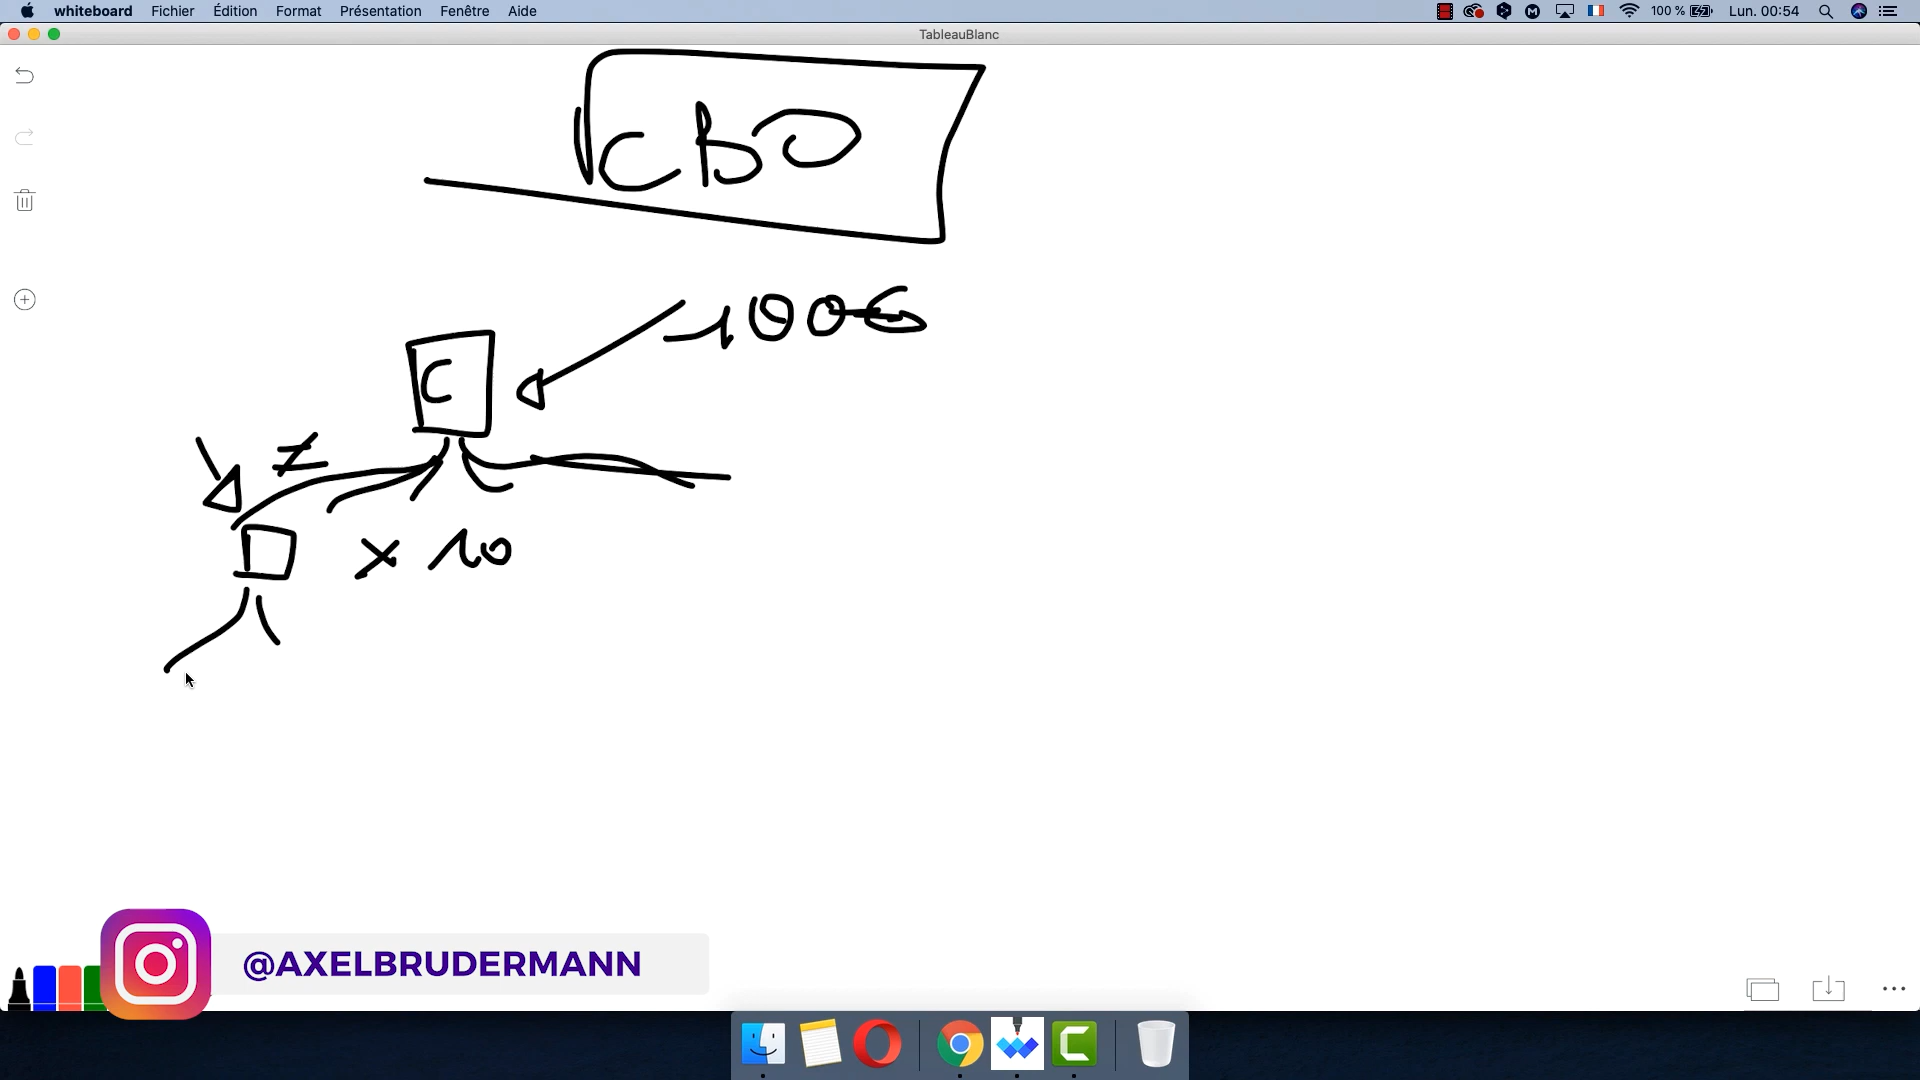 whiteboard Fichier Édition Format Présentation Fenêtre Aide 100 % Lun. 00:54
TableauBlanc
CBO
100€
C
x 10
@AXELBRUDERMANN